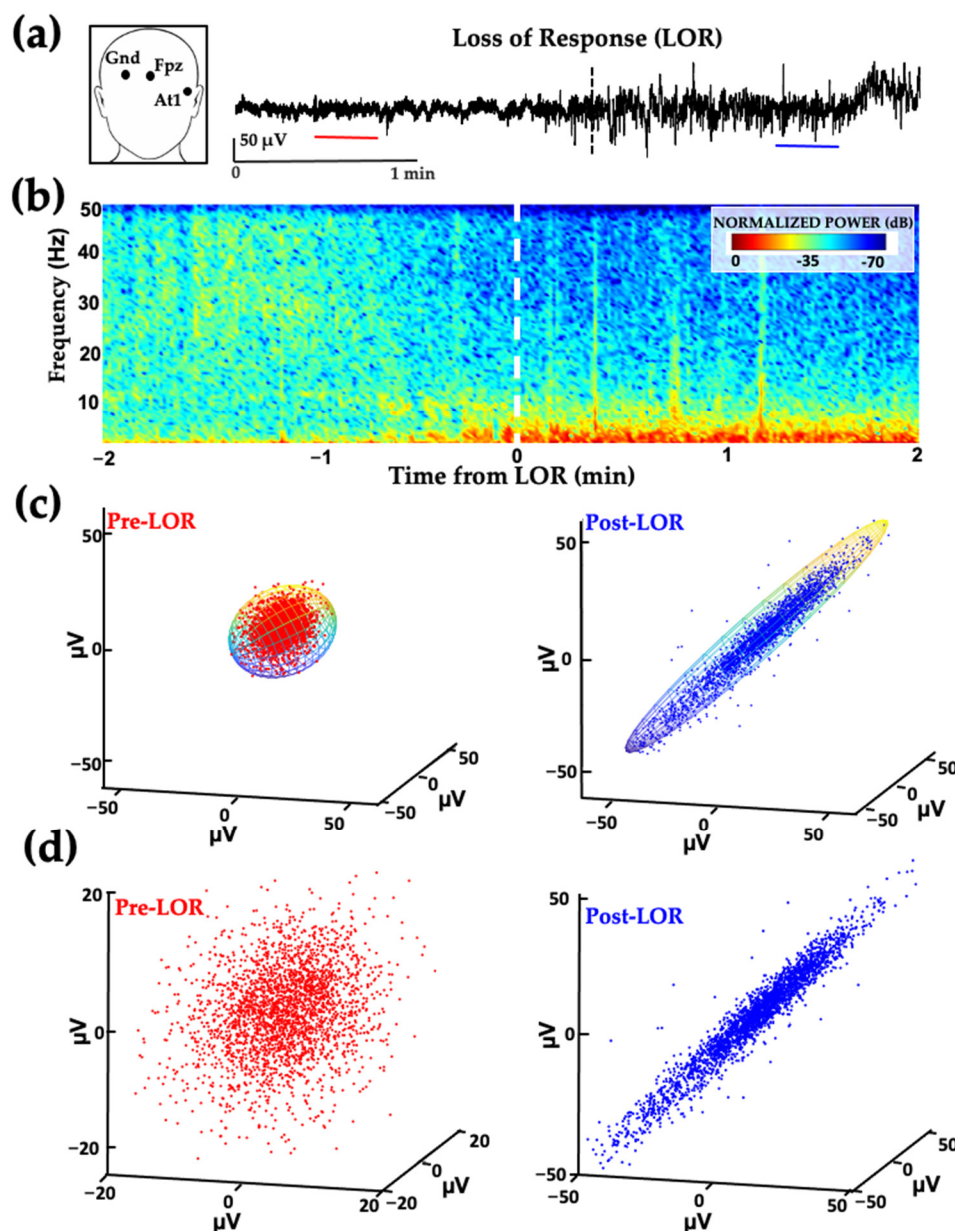 (a)
Gnd
Fpz
At1
Loss of Response (LOR)
50 µV
0
1 min
(b)
Frequency (Hz)
50
40
30
20
10
NORMALIZED POWER (dB)
0 -35 -70
−2 −1 0 1 2
Time from LOR (min)
(c)
Pre-LOR
50
0
−50
µV
−50
0
50
µV
−50
0
50
µV
Post-LOR
50
0
−50
µV
−50
0
50
µV
−50
0
50
µV
(d)
Pre-LOR
20
0
−20
µV
−20
0
20
µV
−20
0
20
µV
Post-LOR
50
0
−50
µV
−50
0
50
µV
−50
0
50
µV